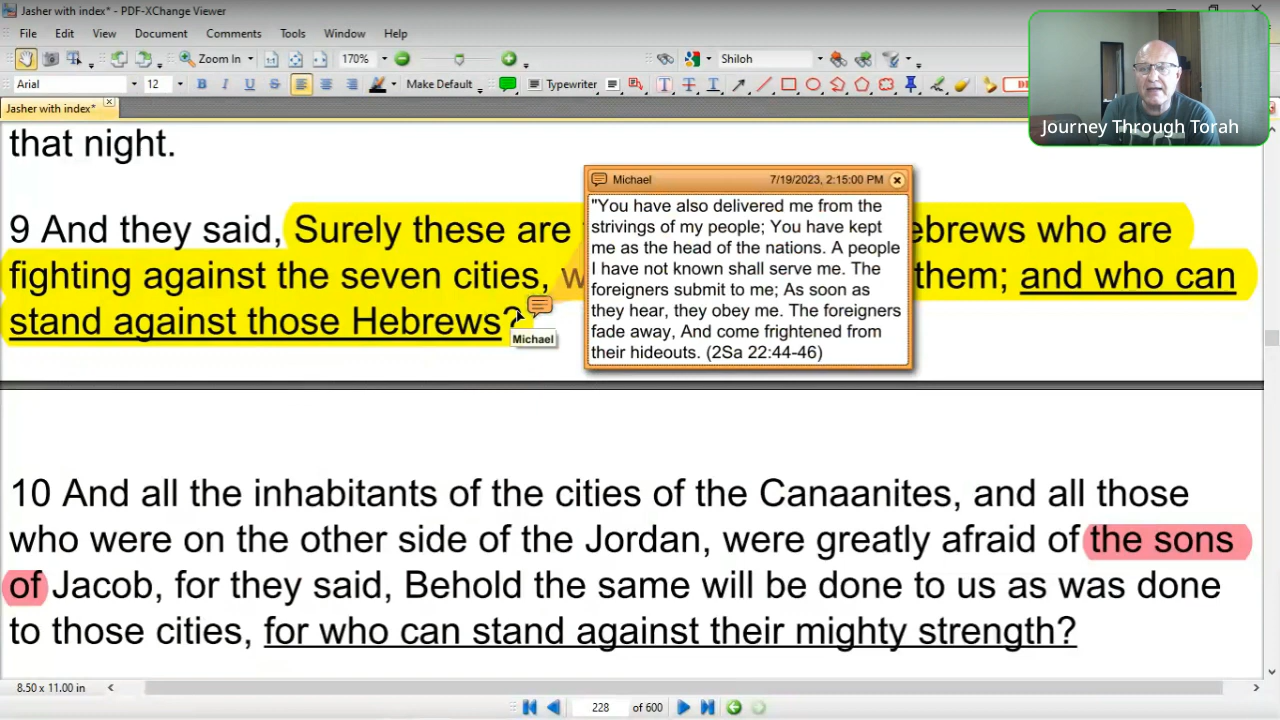 Jasher with index* - PDF-XChange Viewer
File Edit View Document Comments Tools Window Help
Zoom In 170% Shiloh
Arial 12 B I U S Make Default Typewriter
Jasher with index*
Journey Through Torah
that night.
9 And they said, Surely these are ebrews who are
fighting against the seven cities, w them; and who can
stand against those Hebrews?
Michael
Michael 7/19/2023, 2:15:00 PM
"You have also delivered me from the
strivings of my people; You have kept
me as the head of the nations. A people
I have not known shall serve me. The
foreigners submit to me; As soon as
they hear, they obey me. The foreigners
fade away, And come frightened from
their hideouts. (2Sa 22:44-46)
10 And all the inhabitants of the cities of the Canaanites, and all those
who were on the other side of the Jordan, were greatly afraid of the sons
of Jacob, for they said, Behold the same will be done to us as was done
to those cities, for who can stand against their mighty strength?
8.50 x 11.00 in
228 of 600